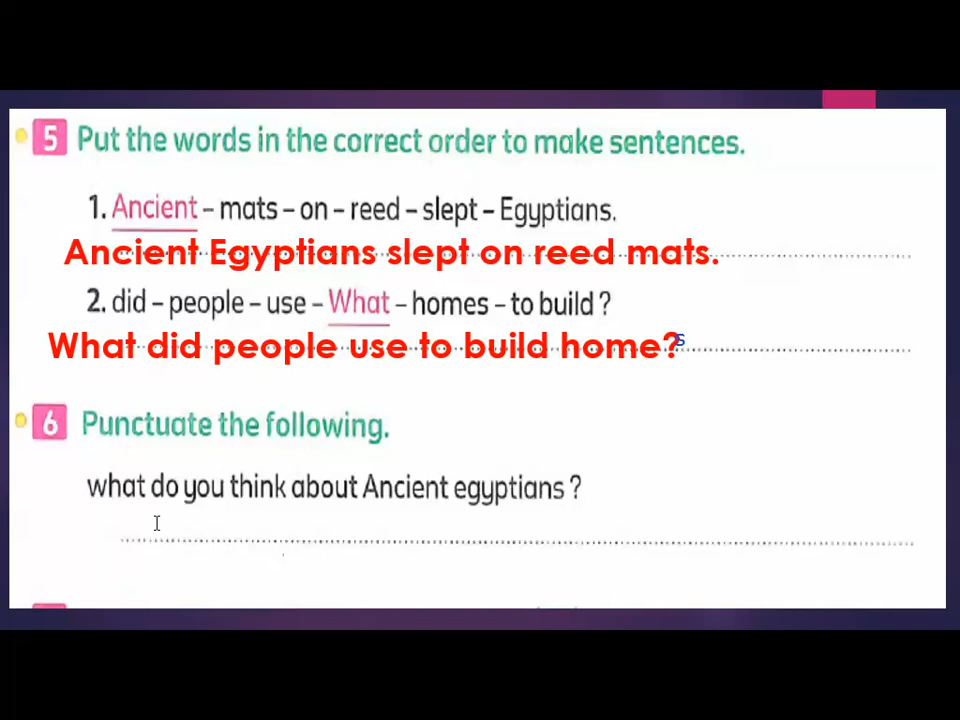 5 Put the words in the correct order to make sentences.
1. Ancient – mats – on – reed – slept – Egyptians.
Ancient Egyptians slept on reed mats.
2. did – people – use – What – homes – to build ?
What did people use to build home?s
6 Punctuate the following.
what do you think about Ancient egyptians ?